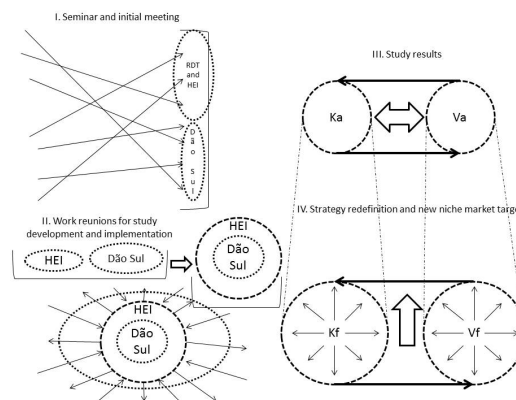 I. Seminar and initial meeting
RDT
and
HEI
D
ã
o
S
u
l
II. Work reunions for study
development and implementation
HEI
Dão Sul
HEI
Dão
Sul
HEI
Dão
Sul
III. Study results
Ka
Va
IV. Strategy redefinition and new niche market targe
Kf
Vf